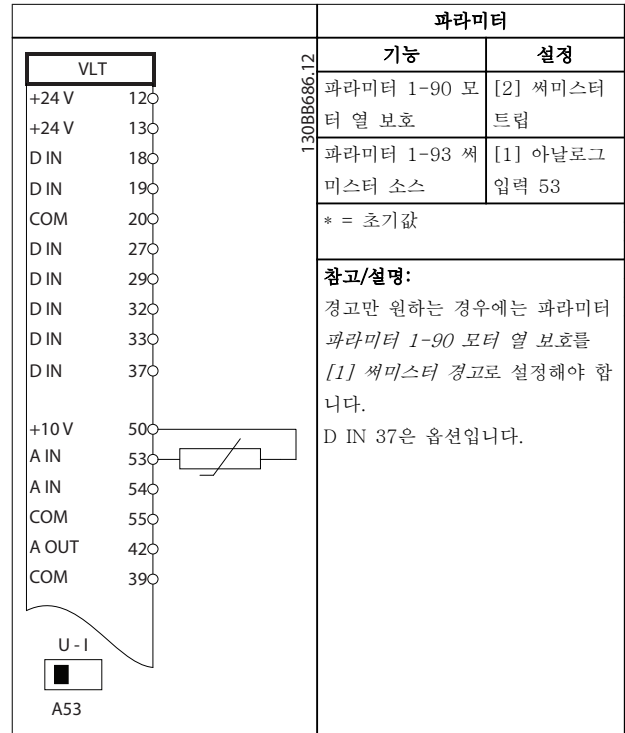 파라미터
기능 설정
파라미터 1-90 모
터 열 보호
[2] 써미스터
트립
파라미터 1-93 써
미스터 소스
[1] 아날로그
입력 53
* = 초기값
참고/설명:
경고만 원하는 경우에는 파라미터
파라미터 1-90 모터 열 보호를
[1] 써미스터 경고로 설정해야 합
니다.
D IN 37은 옵션입니다.
VLT
+24 V 12
+24 V 13
D IN 18
D IN 19
COM 20
D IN 27
D IN 29
D IN 32
D IN 33
D IN 37
+10 V 50
A IN 53
A IN 54
COM 55
A OUT 42
COM 39
U - I
A53
130BB686.12